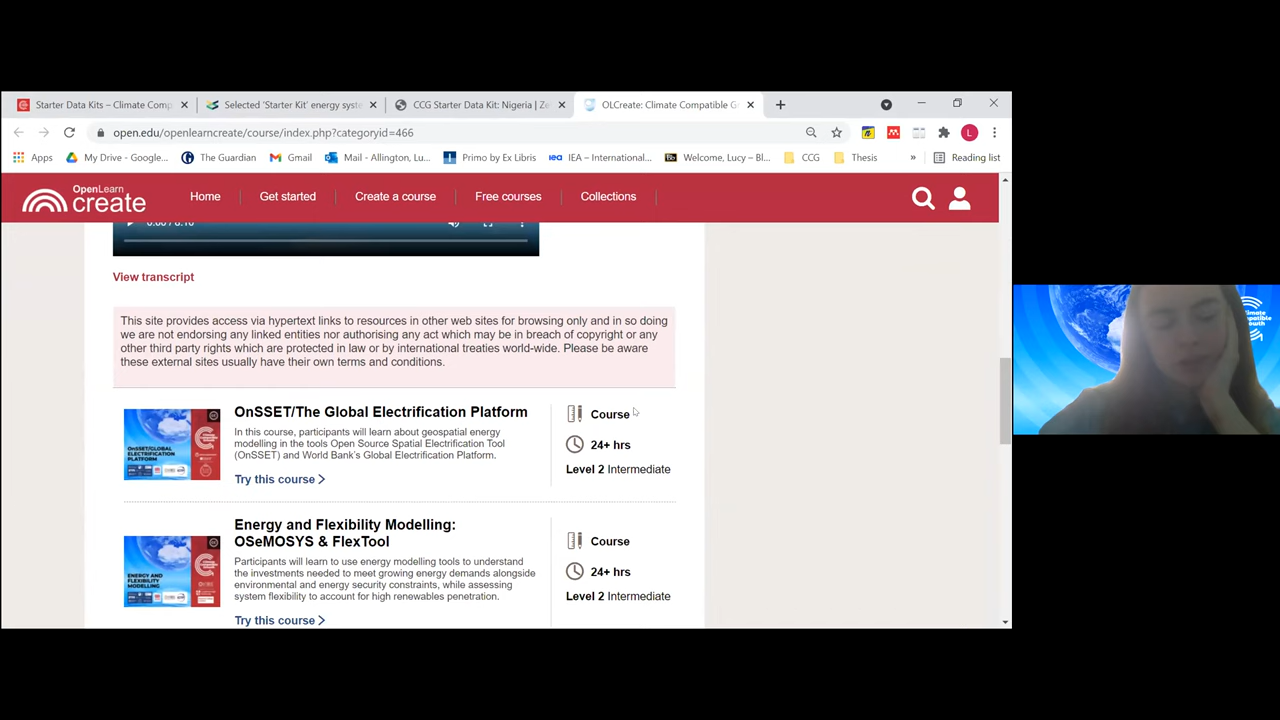 Starter Data Kits – Climate Comp
Selected 'Starter Kit' energy syste
CCG Starter Data Kit: Nigeria | Ze
OLCreate: Climate Compatible G
open.edu/openlearncreate/course/index.php?categoryid=466
Apps
My Drive - Google...
The Guardian
Gmail
Mail - Allington, Lu...
Primo by Ex Libris
iea
IEA – International...
Welcome, Lucy – Bl...
CCG
Thesis
»
Reading list
OpenLearn
create
Home
Get started
Create a course
Free courses
Collections
View transcript
This site provides access via hypertext links to resources in other web sites for browsing only and in so doing
we are not endorsing any linked entities nor authorising any act which may be in breach of copyright or any
other third party rights which are protected in law or by international treaties world-wide. Please be aware
these external sites usually have their own terms and conditions.
OnSSET/The Global Electrification Platform
In this course, participants will learn about geospatial energy
modelling in the tools Open Source Spatial Electrification Tool
(OnSSET) and World Bank's Global Electrification Platform.
Try this course
Course
24+ hrs
Level 2 Intermediate
ONSSET/GLOBAL
ELECTRIFICATION
PLATFORM
Energy and Flexibility Modelling:
OSeMOSYS & FlexTool
Participants will learn to use energy modelling tools to understand
the investments needed to meet growing energy demands alongside
environmental and energy security constraints, while assessing
system flexibility to account for high renewables penetration.
Try this course
Course
24+ hrs
Level 2 Intermediate
ENERGY AND
FLEXIBILITY
MODELLING